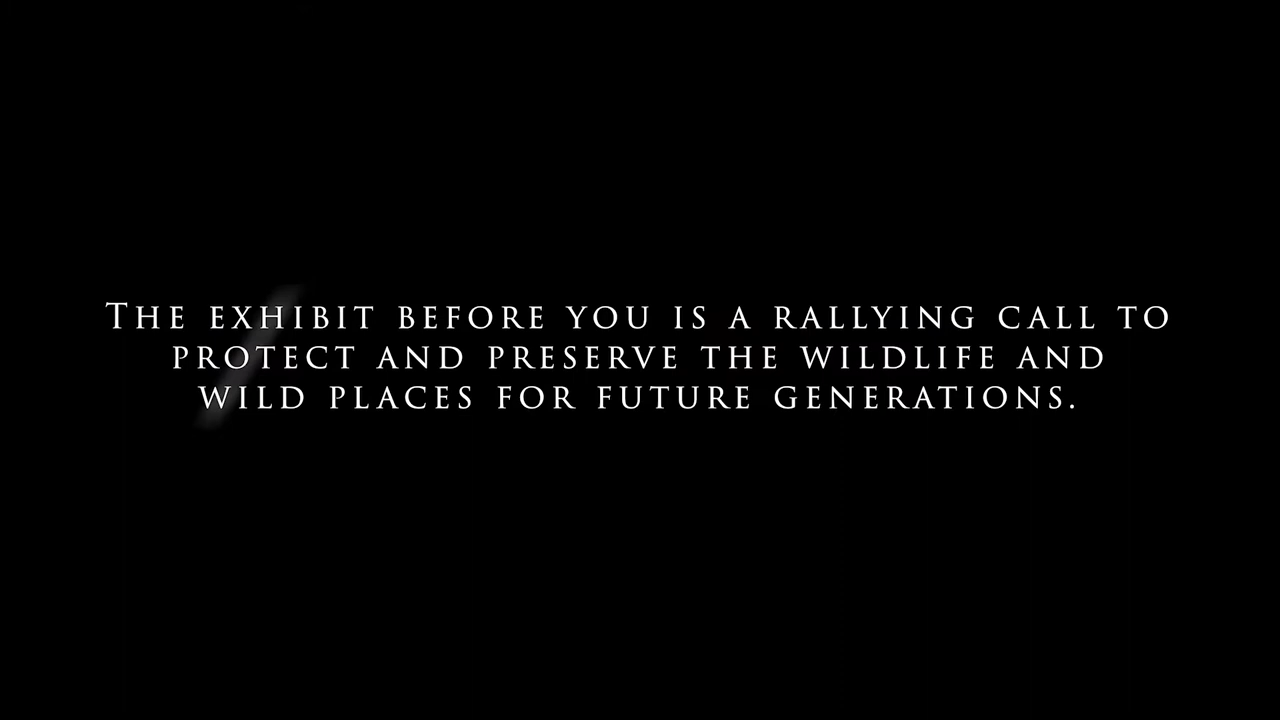 The exhibit before you is a rallying call to
protect and preserve the wildlife and
wild places for future generations.